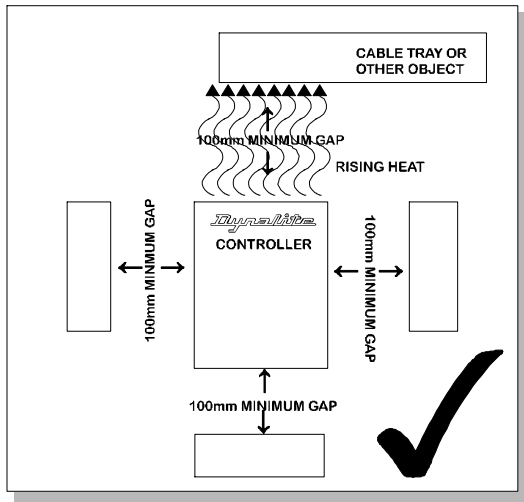 CABLE TRAY OR
OTHER OBJECT
100mm MINIMUM GAP
RISING HEAT
Dynalite
CONTROLLER
100mm MINMUM GAP
100mm MINIMUM GAP
100mm MINIMUM GAP